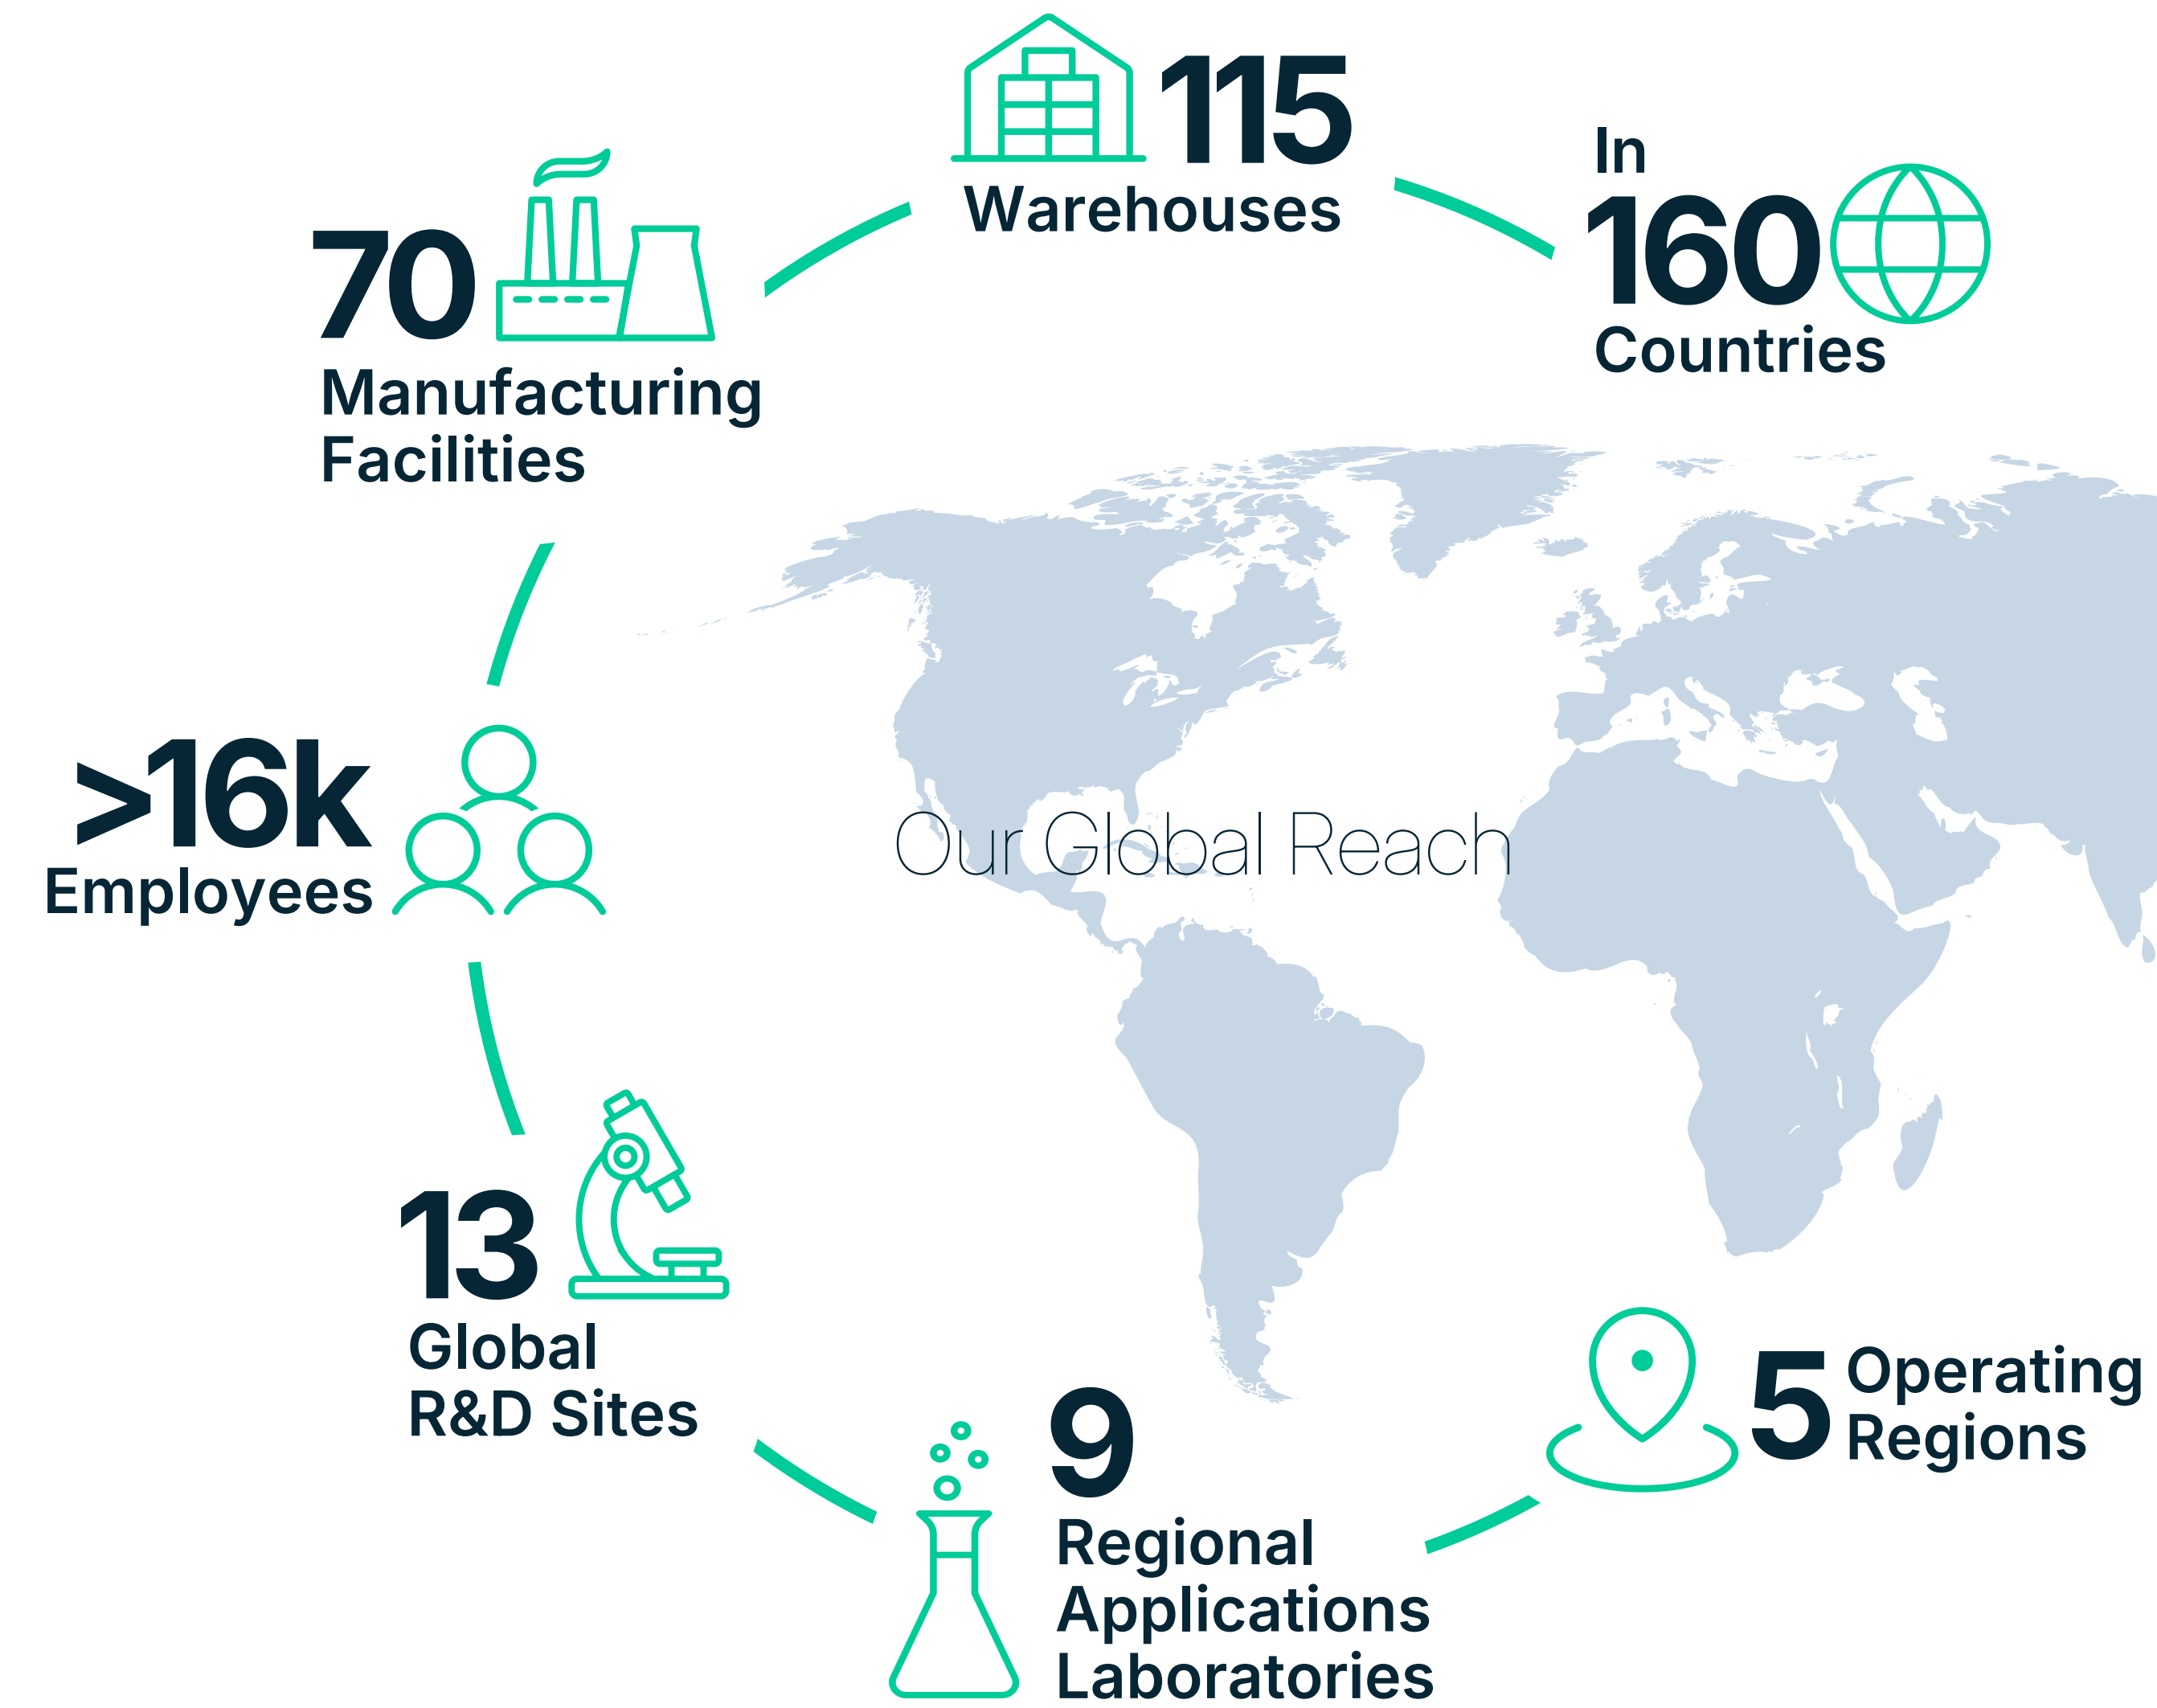 115
Warehouses
In
160
Countries
70
Manufacturing
Facilities
>16k
Employees
Our Global Reach
13
Global
R&D Sites
9
Regional
Applications
Laboratories
5
Operating
Regions